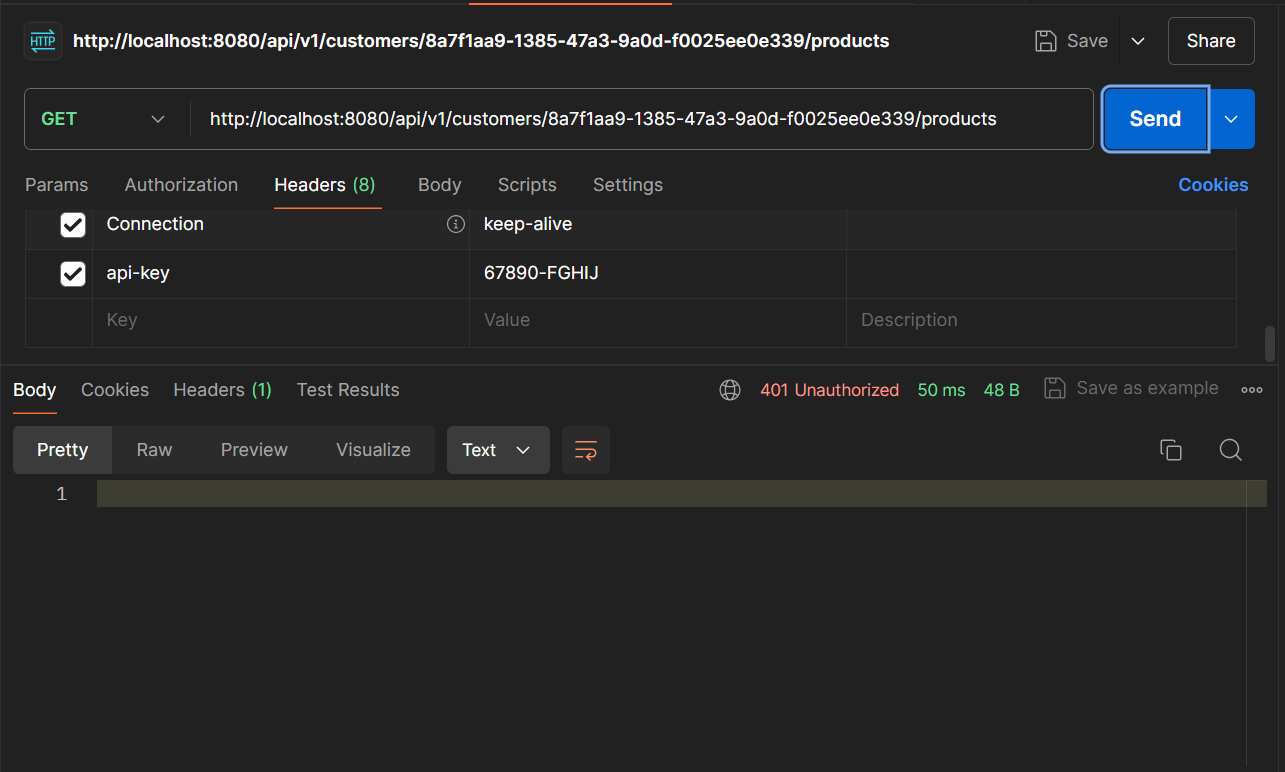 HTTP http://localhost:8080/api/v1/customers/8a7f1aa9-1385-47a3-9a0d-f0025ee0e339/products Save Share
GET http://localhost:8080/api/v1/customers/8a7f1aa9-1385-47a3-9a0d-f0025ee0e339/products Send
Params Authorization Headers (8) Body Scripts Settings Cookies
Connection keep-alive
api-key 67890-FGHIJ
Key Value Description
Body Cookies Headers (1) Test Results 401 Unauthorized 50 ms 48 B Save as example
Pretty Raw Preview Visualize Text
1